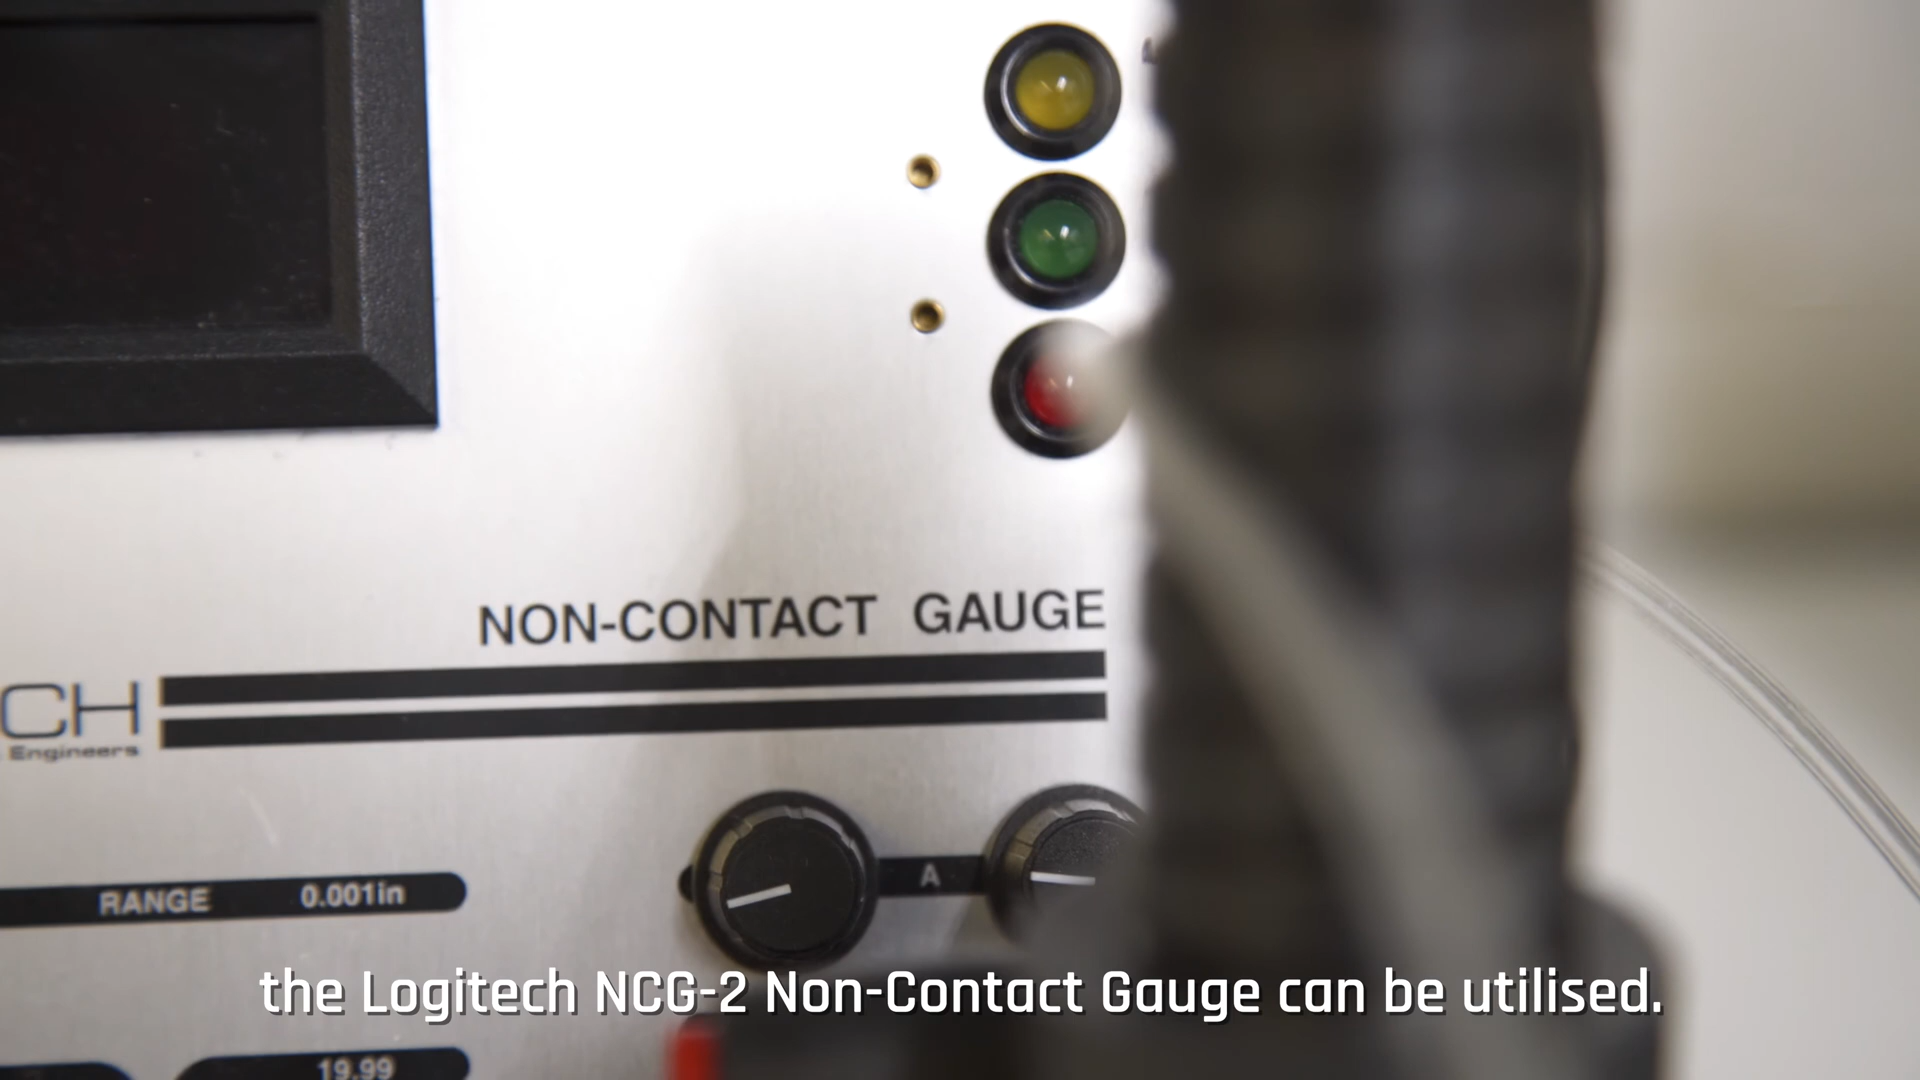 NON-CONTACT GAUGE
CH
Engineers
RANGE 0.001in
A
the Logitech NCG-2 Non-Contact Gauge can be utilised.
19.99